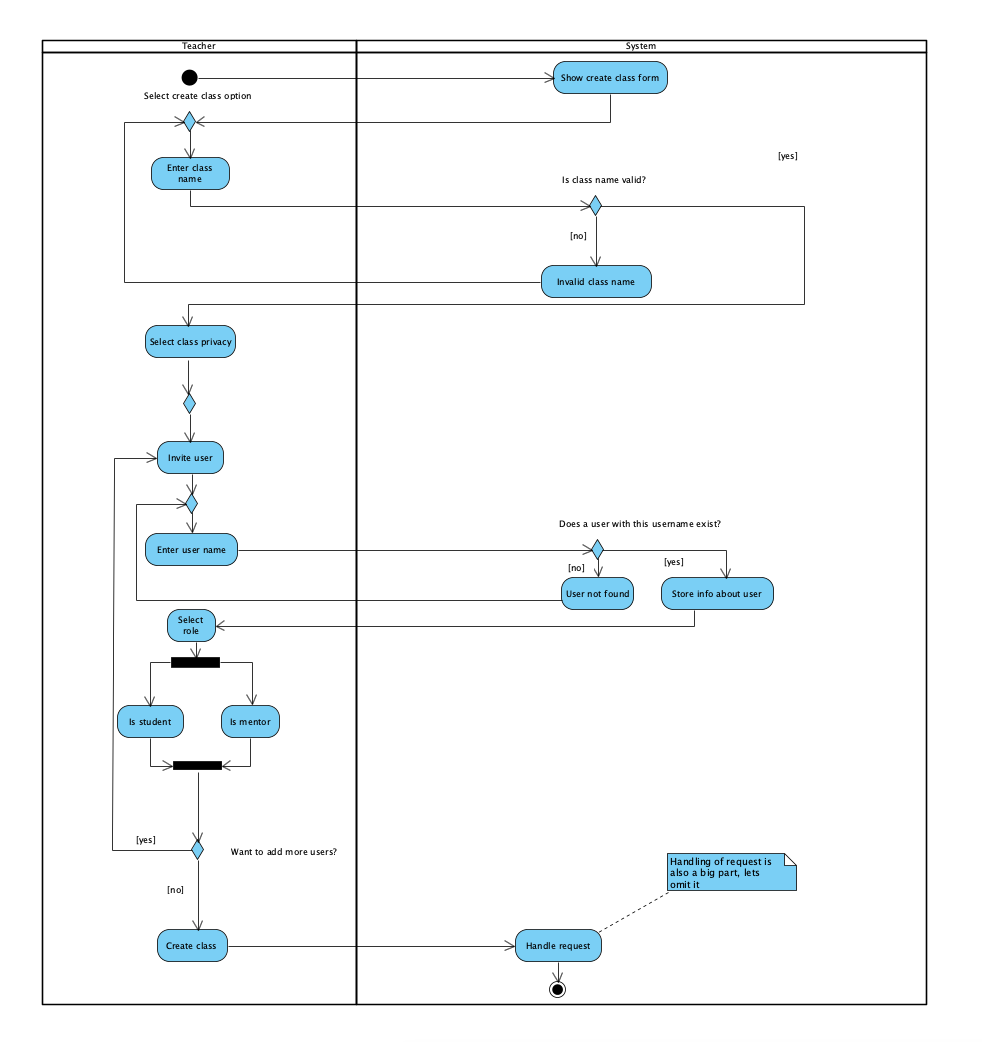 Teacher
System
Show create class form
Select create class option
Enter class
name
[yes]
Is class name valid?
[no]
Invalid class name
Select class privacy
Invite user
Does a user with this username exist?
Enter user name
[no]
[yes]
User not found
Store info about user
Select
role
Is student
Is mentor
[yes]
Want to add more users?
[no]
Handling of request is
also a big part, lets
omit it
Create class
Handle request